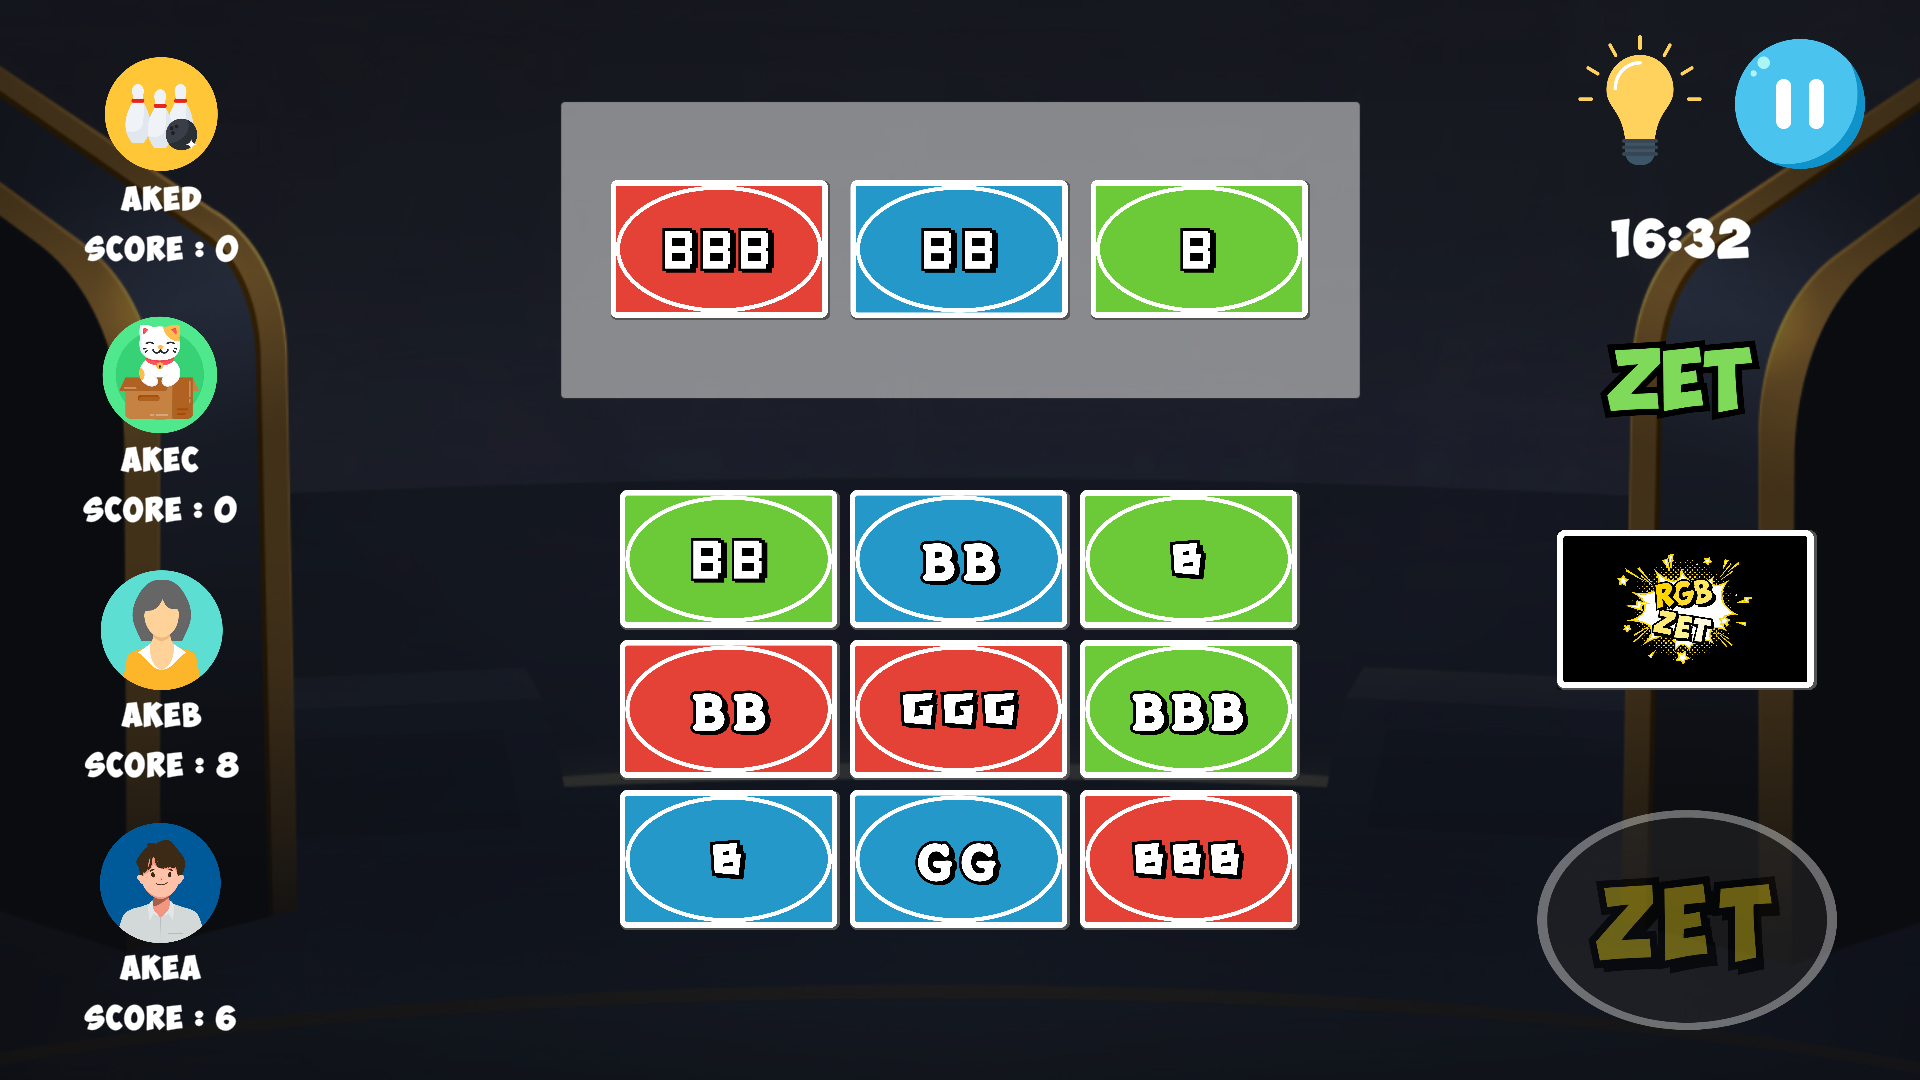 AKED
SCORE : 0
AKEC
SCORE : 0
AKEB
SCORE : 8
AKEA
SCORE : 6
BBB BB B
BB BB B
BB GGG BBB
B GG BBB
16:32
ZET
RGB
ZET
ZET